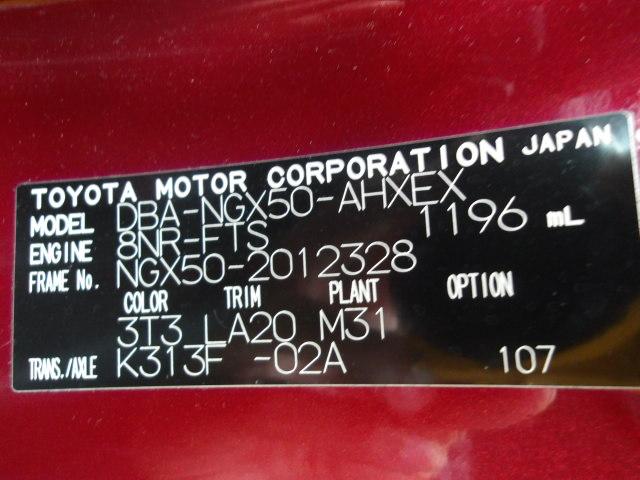 TOYOTA MOTOR CORPORATION JAPAN
MODEL DBA-NGX50-AHXEX
ENGINE 8NR-FTS 1196 mL
FRAME No. NGX50-2012328
COLOR TRIM PLANT OPTION
3T3 LA20 M31
TRANS./AXLE K313F -02A 107